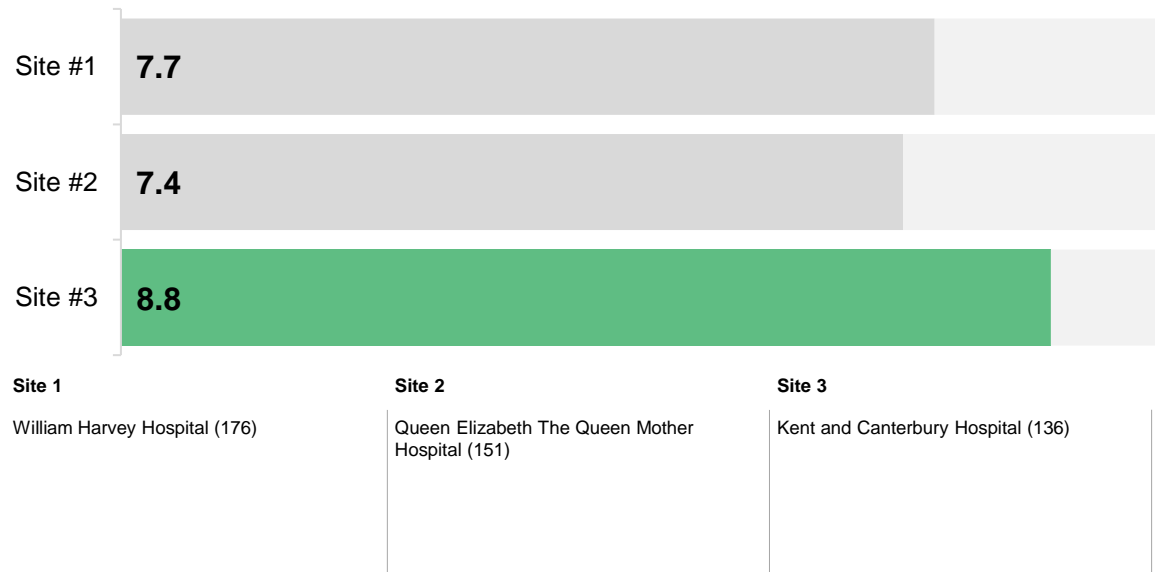 Site #1 7.7
Site #2 7.4
Site #3 8.8
Site 1
William Harvey Hospital (176)
Site 2
Queen Elizabeth The Queen Mother
Hospital (151)
Site 3
Kent and Canterbury Hospital (136)